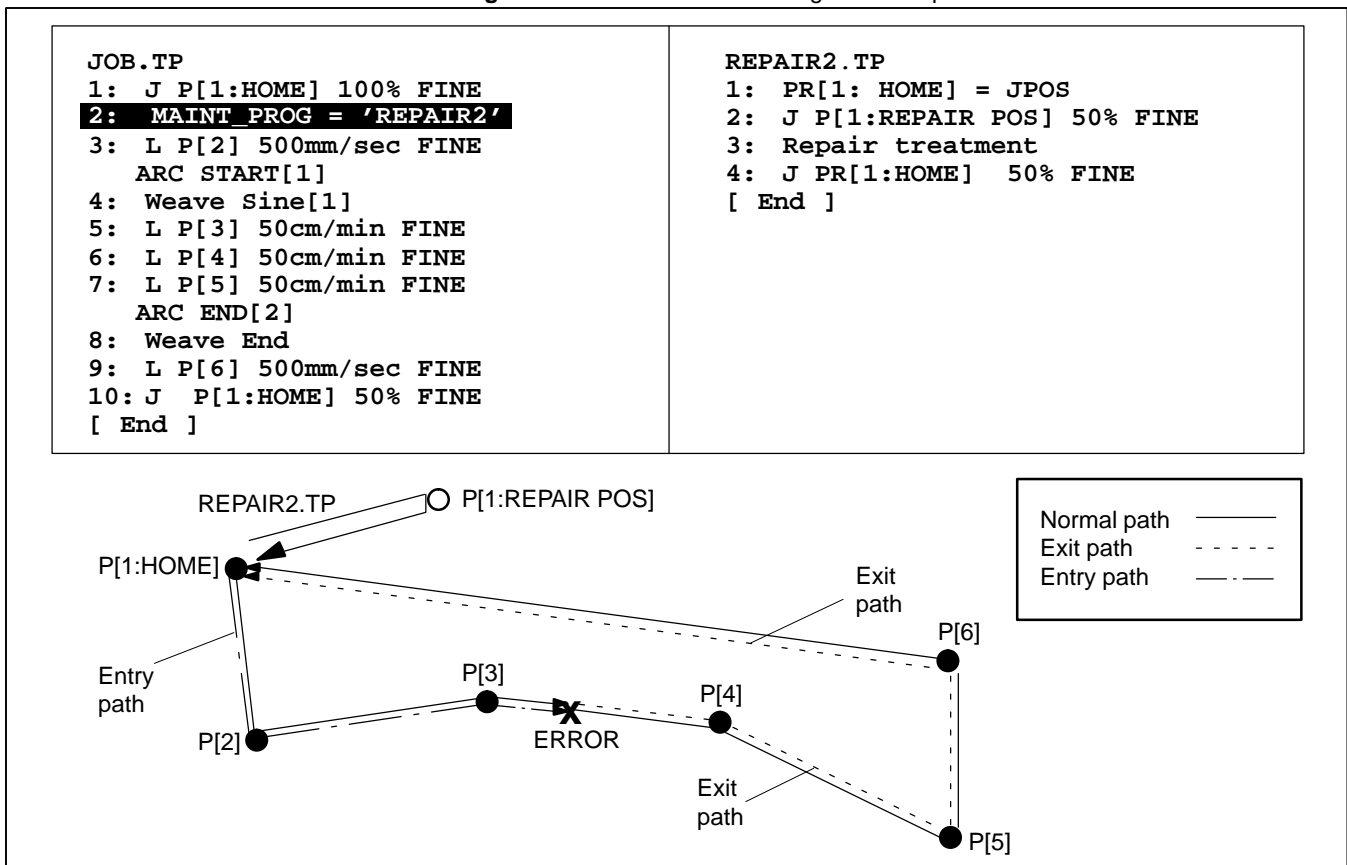 JOB.TP
1: J P[1:HOME] 100% FINE
2: MAINT_PROG = ’REPAIR2’
3: L P[2] 500mm/sec FINE
ARC START[1]
4: Weave Sine[1]
5: L P[3] 50cm/min FINE
6: L P[4] 50cm/min FINE
7: L P[5] 50cm/min FINE
ARC END[2]
8: Weave End
9: L P[6] 500mm/sec FINE
10: J P[1:HOME] 50% FINE
[ End ]
REPAIR2.TP
1: PR[1: HOME] = JPOS
2: J P[1:REPAIR POS] 50% FINE
3: Repair treatment
4: J PR[1:HOME] 50% FINE
[ End ]
REPAIR2.TP
P[1:REPAIR POS]
Normal path
Exit path
Entry path
P[1:HOME]
Exit
path
P[6]
Entry
path
P[3]
P[4]
P[2]
ERROR
Exit
path
P[5]